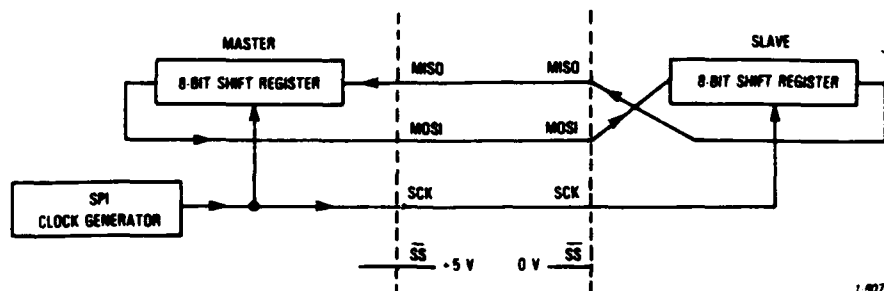 MASTER
SLAVE
8-BIT SHIFT REGISTER
MISO
MISO
8-BIT SHIFT REGISTER
MOSI
MOSI
SPI
CLOCK GENERATOR
SCK
SCK
SS
+5 V
0 V
SS